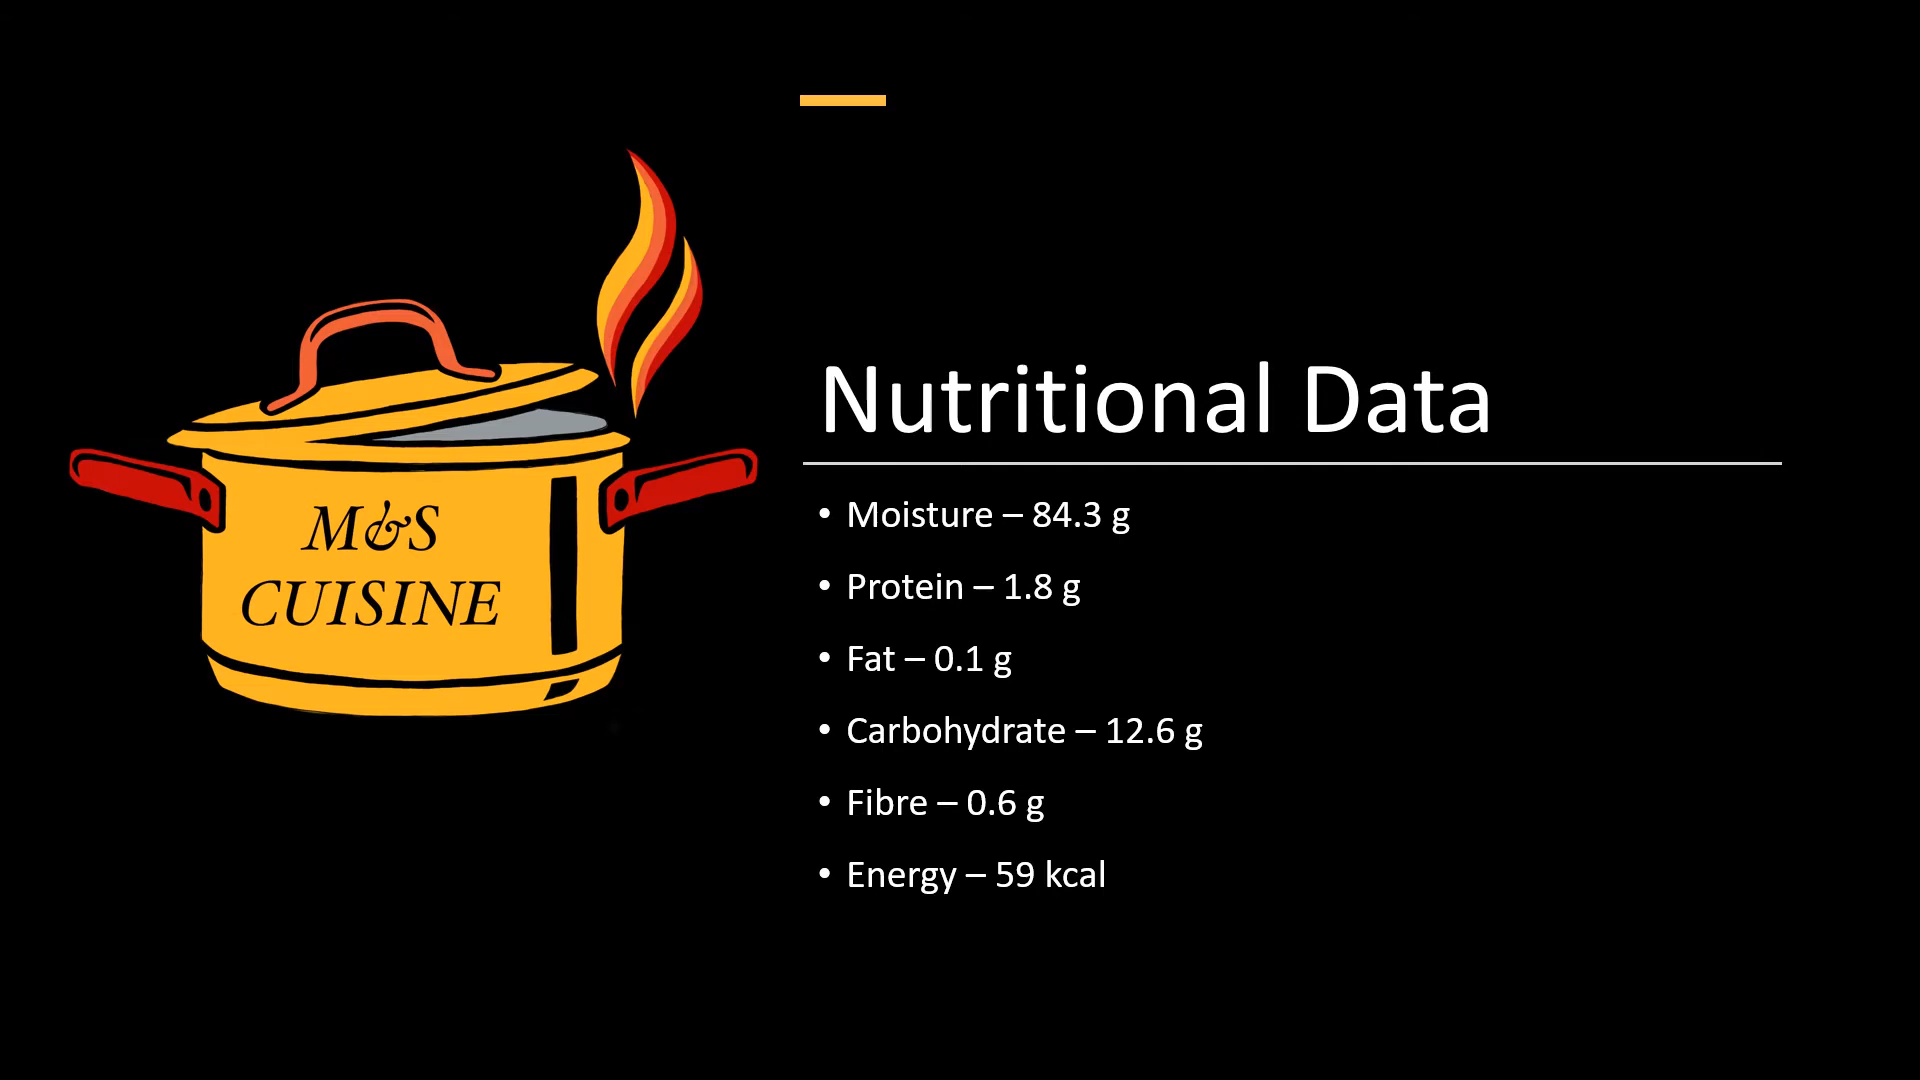 M&S
CUISINE
Nutritional Data
• Moisture – 84.3 g
• Protein – 1.8 g
• Fat – 0.1 g
• Carbohydrate – 12.6 g
• Fibre – 0.6 g
• Energy – 59 kcal